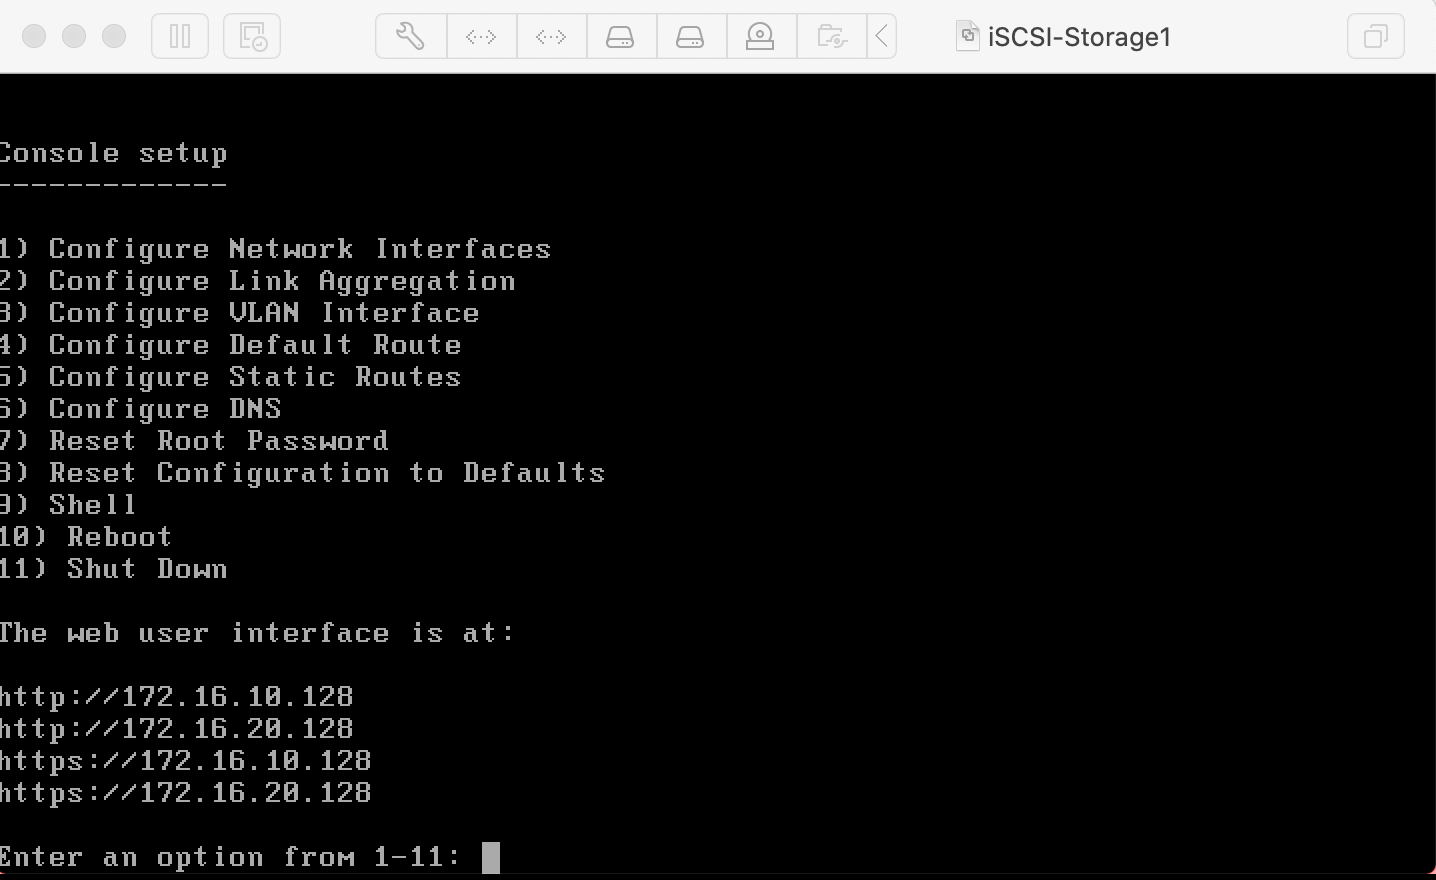 iSCSI-Storage1
Console setup
-------------
1) Configure Network Interfaces
2) Configure Link Aggregation
3) Configure VLAN Interface
4) Configure Default Route
5) Configure Static Routes
6) Configure DNS
7) Reset Root Password
8) Reset Configuration to Defaults
9) Shell
10) Reboot
11) Shut Down
The web user interface is at:
http://172.16.10.128
http://172.16.20.128
https://172.16.10.128
https://172.16.20.128
Enter an option from 1-11: